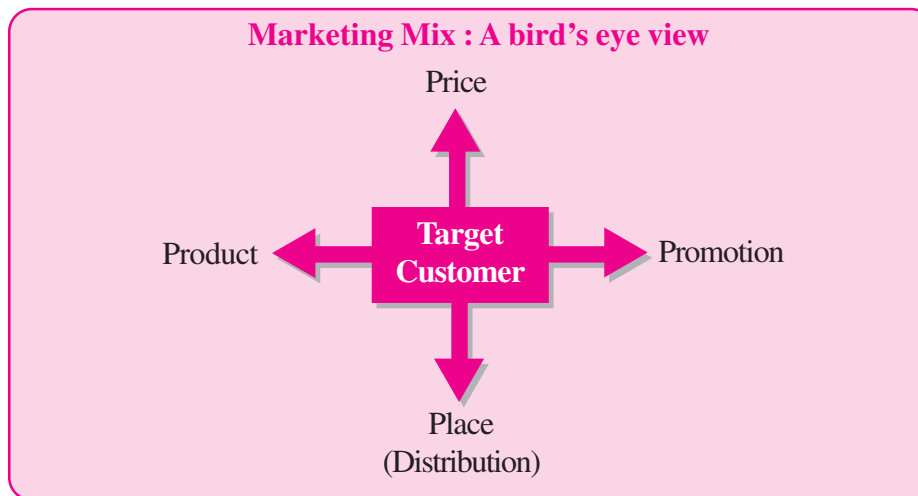 Marketing Mix : A bird’s eye view
Price
Product
Target
Customer
Promotion
Place
(Distribution)